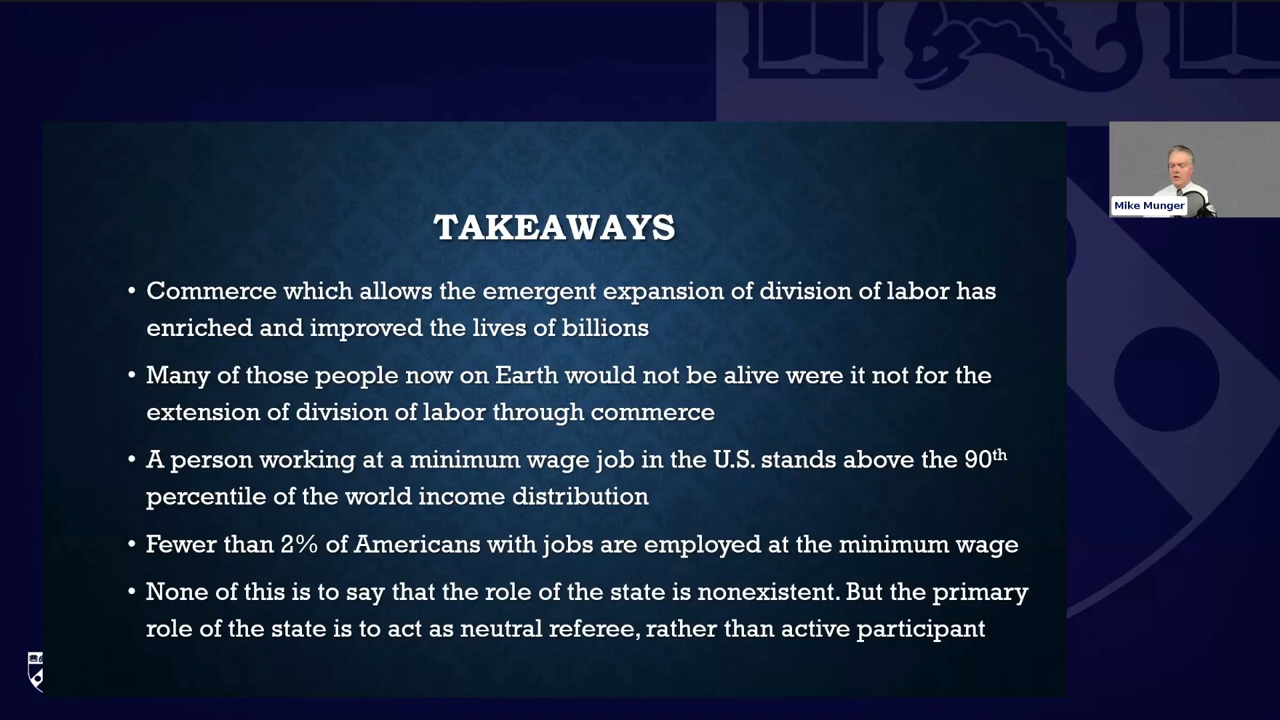 TAKEAWAYS
• Commerce which allows the emergent expansion of division of labor has
enriched and improved the lives of billions
• Many of those people now on Earth would not be alive were it not for the
extension of division of labor through commerce
• A person working at a minimum wage job in the U.S. stands above the 90th
percentile of the world income distribution
• Fewer than 2% of Americans with jobs are employed at the minimum wage
• None of this is to say that the role of the state is nonexistent. But the primary
role of the state is to act as neutral referee, rather than active participant
Mike Munger